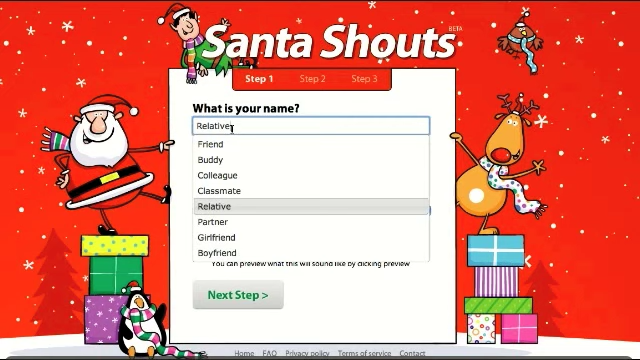 Santa Shouts
BETA
Step 1 Step 2 Step 3
What is your name?
Relative
Friend
Buddy
Colleague
Classmate
Relative
Partner
Girlfriend
Boyfriend
You can preview what this will sound like by clicking preview
Next Step >
Home FAQ Privacy policy Terms of service Contact